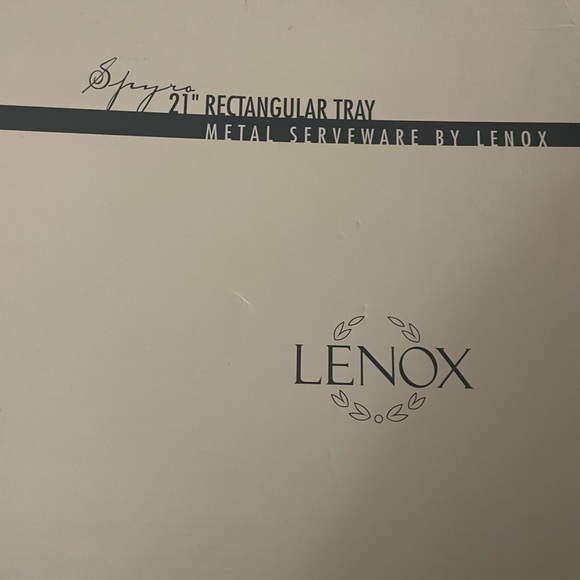 Spyro
21" RECTANGULAR TRAY
METAL SERVEWARE BY LENOX
LENOX